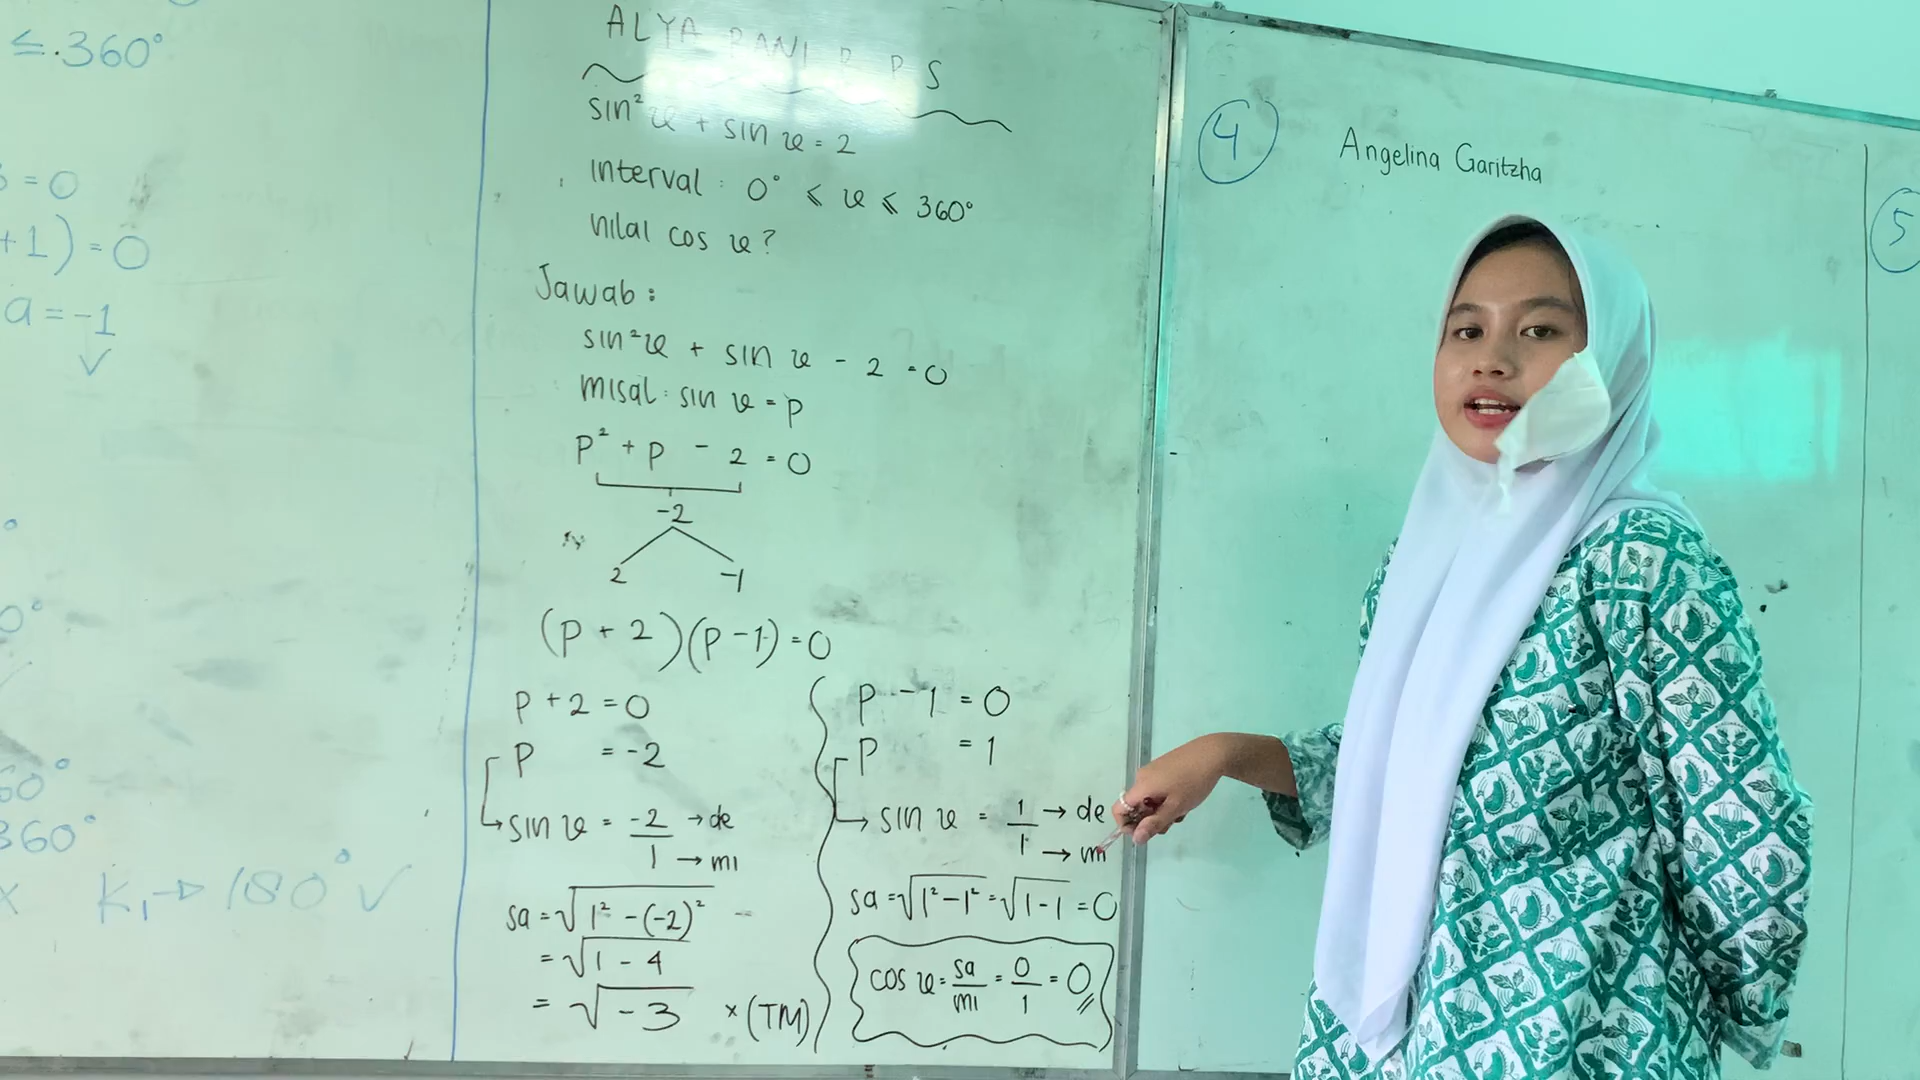 ≤.360°
= 0
+1) = 0
a = -1
✓
0°
60°
360°
x K₁ → 180° ✓
ALYA RANI P P S
sin²x + sin x = 2
interval : 0° ⩽ x ⩽ 360°
nilai cos x?
Jawab :
sin²x + sin x - 2 = 0
misal : sin x = p
p² + p - 2 = 0
-2
2 -1
(p + 2)(p - 1) = 0
p + 2 = 0
p = -2
↳ sin x = -2/1 → de → mi
sa = √1² - (-2)²
= √1 - 4
= √-3 × (TM)
p - 1 = 0
p = 1
↳ sin x = 1/1 → de → mi
sa = √1² - 1² = √1 - 1 = 0
cos x = sa/mi = 0/1 = 0
4 Angelina Garitzha
5